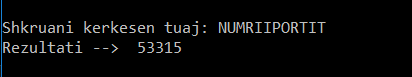 Shkruani kerkesen tuaj: NUMRIIPORTIT
Rezultati --> 53315